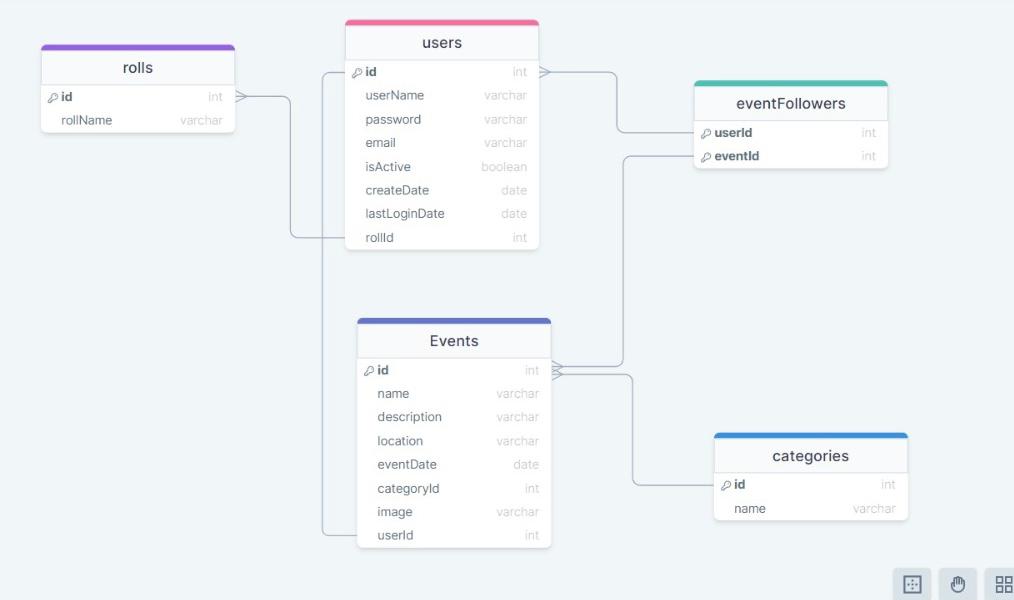 rolls
id int
rollName varchar
users
id int
userName varchar
password varchar
email varchar
isActive boolean
createDate date
lastLoginDate date
rollId int
eventFollowers
userId int
eventId int
Events
id int
name varchar
description varchar
location varchar
eventDate date
categoryId int
image varchar
userId int
categories
id int
name varchar